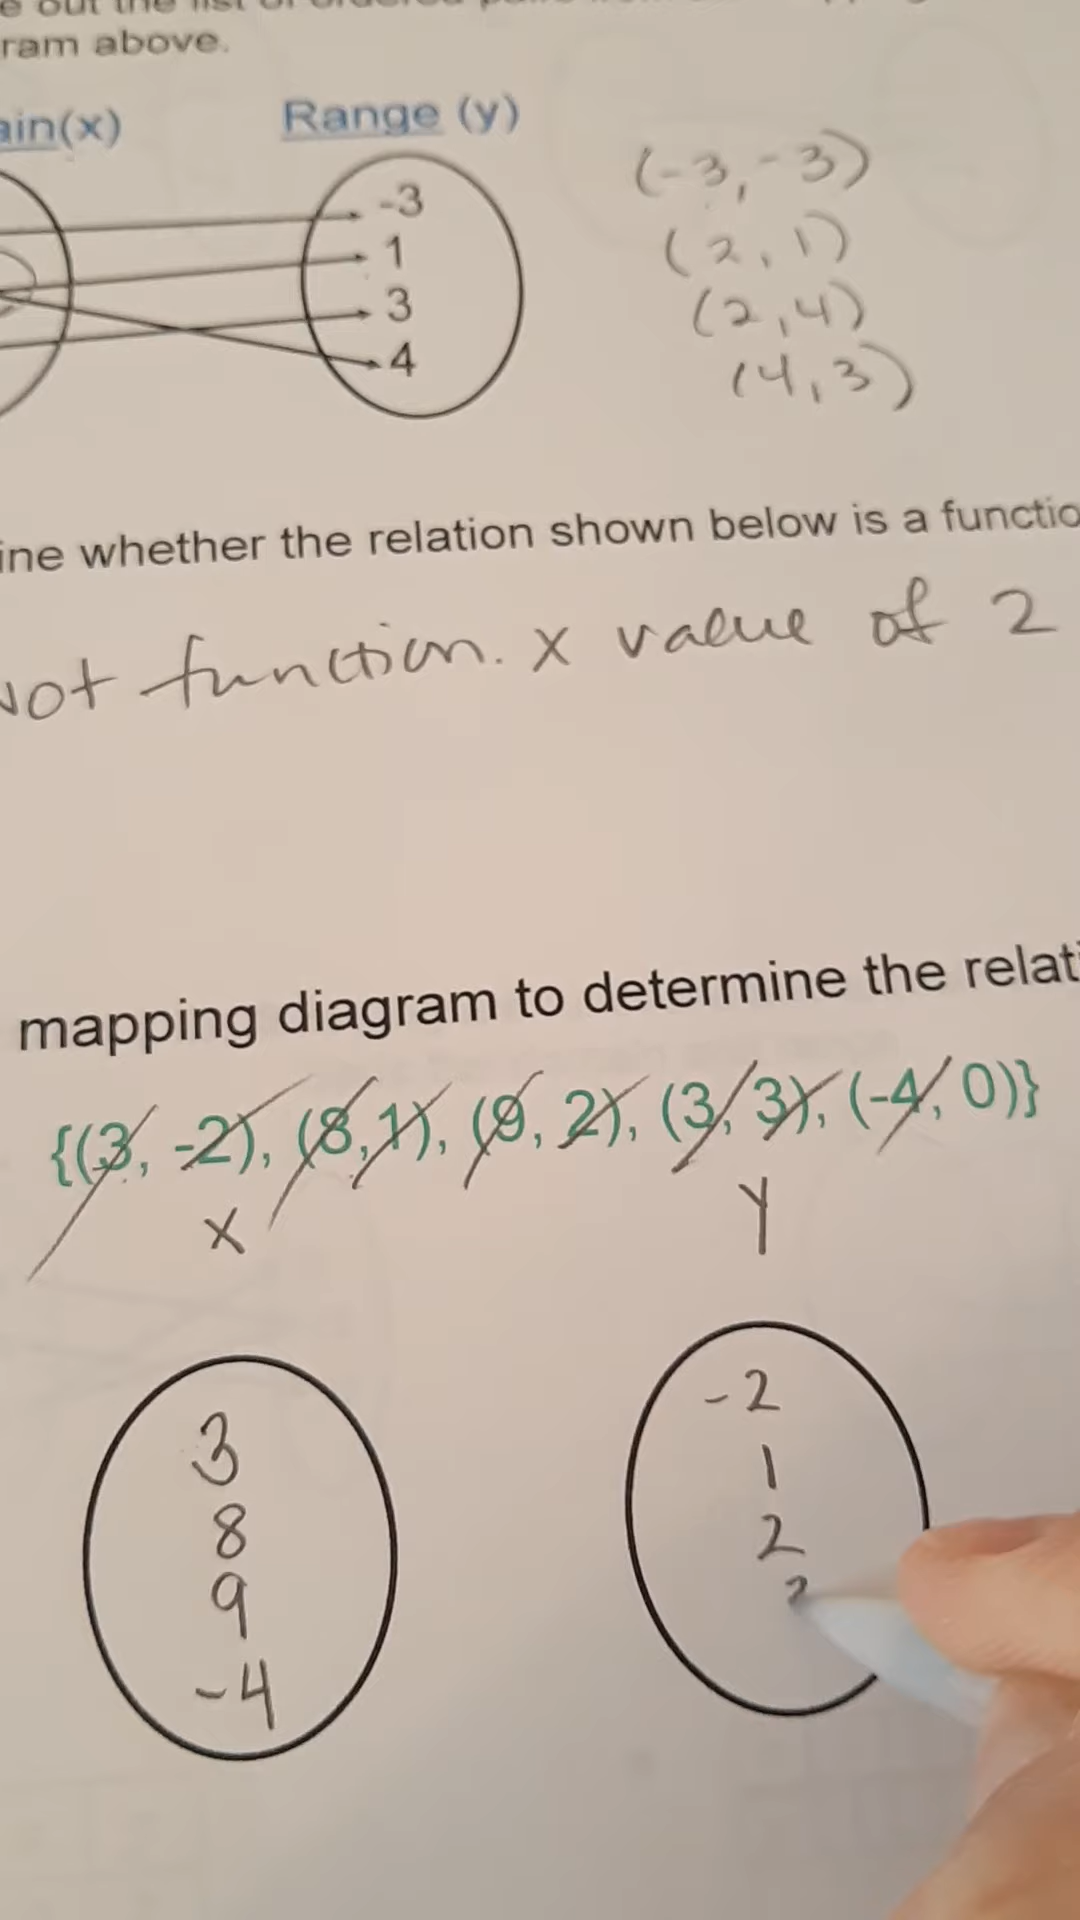 ram above.
ain(x) Range (y)
-3
1
3
4
(-3, -3)
(2, 1)
(2, 4)
(4, 3)
ine whether the relation shown below is a functio
Not function. x value of 2
mapping diagram to determine the relati
{(3, -2), (8, 1), (9, 2), (3, 3), (-4, 0)}
X Y
3
8
9
-4
-2
1
2